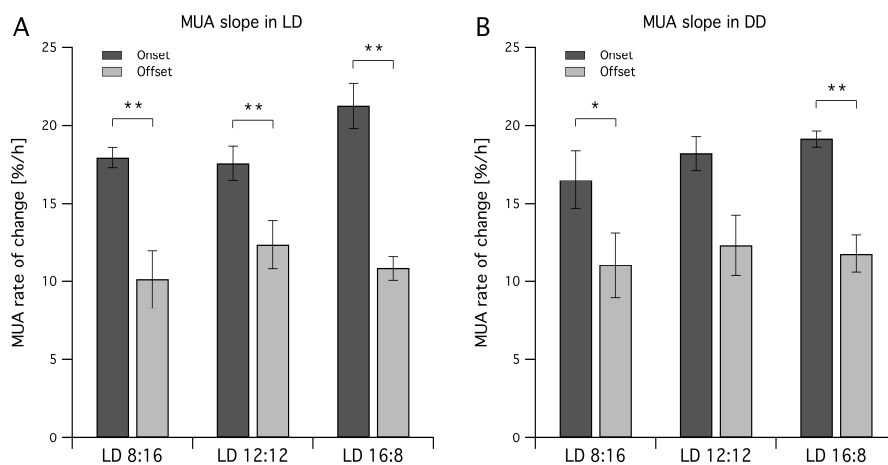 A
MUA slope in LD
Onset
Offset
MUA rate of change [%/h]
25
20
15
10
5
0
**
**
**
LD 8:16
LD 12:12
LD 16:8
B
MUA slope in DD
Onset
Offset
MUA rate of change [%/h]
25
20
15
10
5
0
*
**
LD 8:16
LD 12:12
LD 16:8